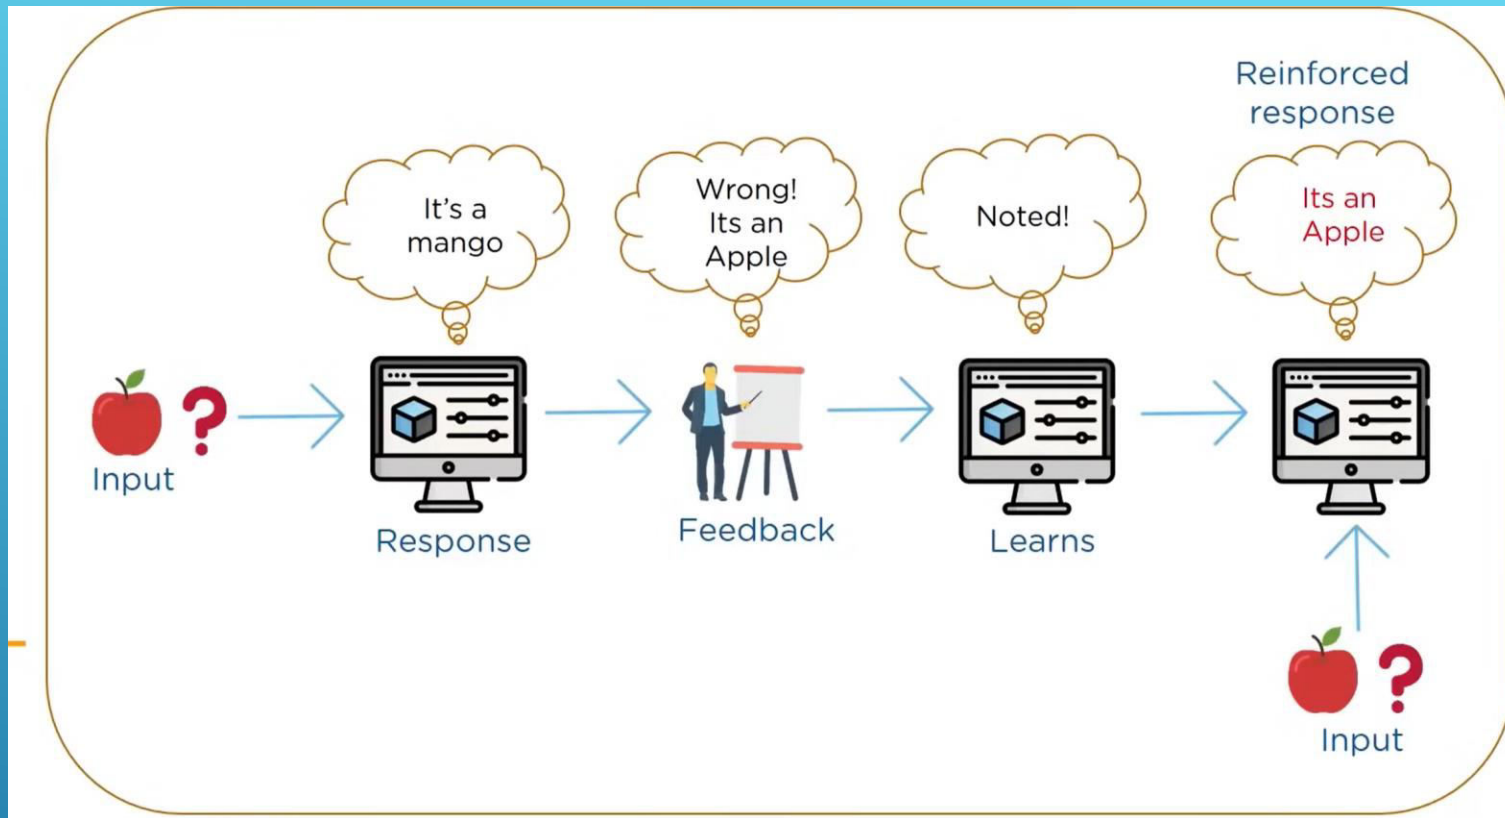 Reinforced
response
It's a
mango
Wrong!
Its an
Apple
Noted!
Its an
Apple
?
Input
Response
Feedback
Learns
?
Input